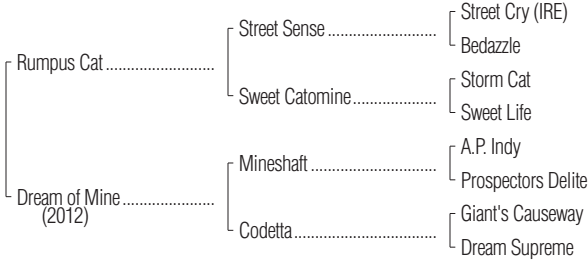 Street Cry (IRE)
Street Sense ..........................
Bedazzle
Rumpus Cat ..........................
Storm Cat
Sweet Catomine ....................
Sweet Life
A.P. Indy
Mineshaft ..............................
Prospectors Delite
Dream of Mine ......................
(2012)
Giant's Causeway
Codetta ..................................
Dream Supreme